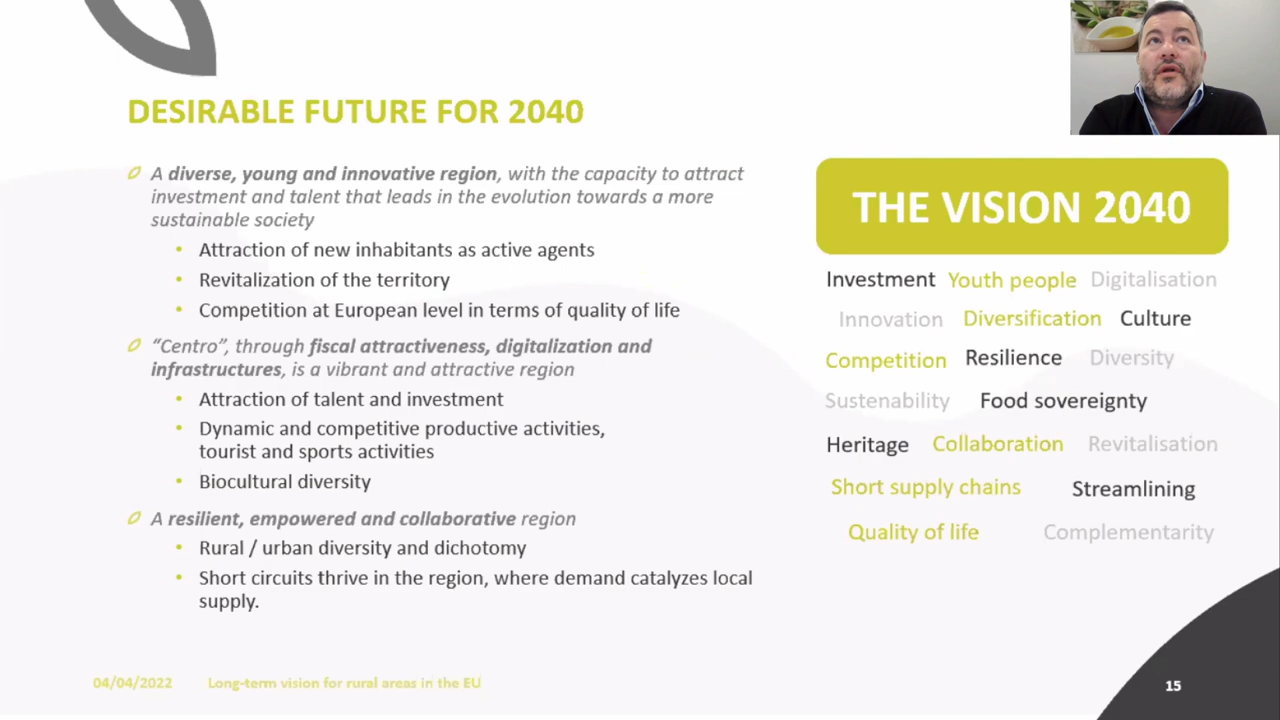 DESIRABLE FUTURE FOR 2040
A diverse, young and innovative region, with the capacity to attract
investment and talent that leads in the evolution towards a more
sustainable society
• Attraction of new inhabitants as active agents
• Revitalization of the territory
• Competition at European level in terms of quality of life
“Centro”, through fiscal attractiveness, digitalization and
infrastructures, is a vibrant and attractive region
• Attraction of talent and investment
• Dynamic and competitive productive activities,
tourist and sports activities
• Biocultural diversity
A resilient, empowered and collaborative region
• Rural / urban diversity and dichotomy
• Short circuits thrive in the region, where demand catalyzes local
supply.
THE VISION 2040
Investment Youth people Digitalisation
Innovation Diversification Culture
Competition Resilience Diversity
Sustenability Food sovereignty
Heritage Collaboration Revitalisation
Short supply chains Streamlining
Quality of life Complementarity
04/04/2022 Long-term vision for rural areas in the EU
15